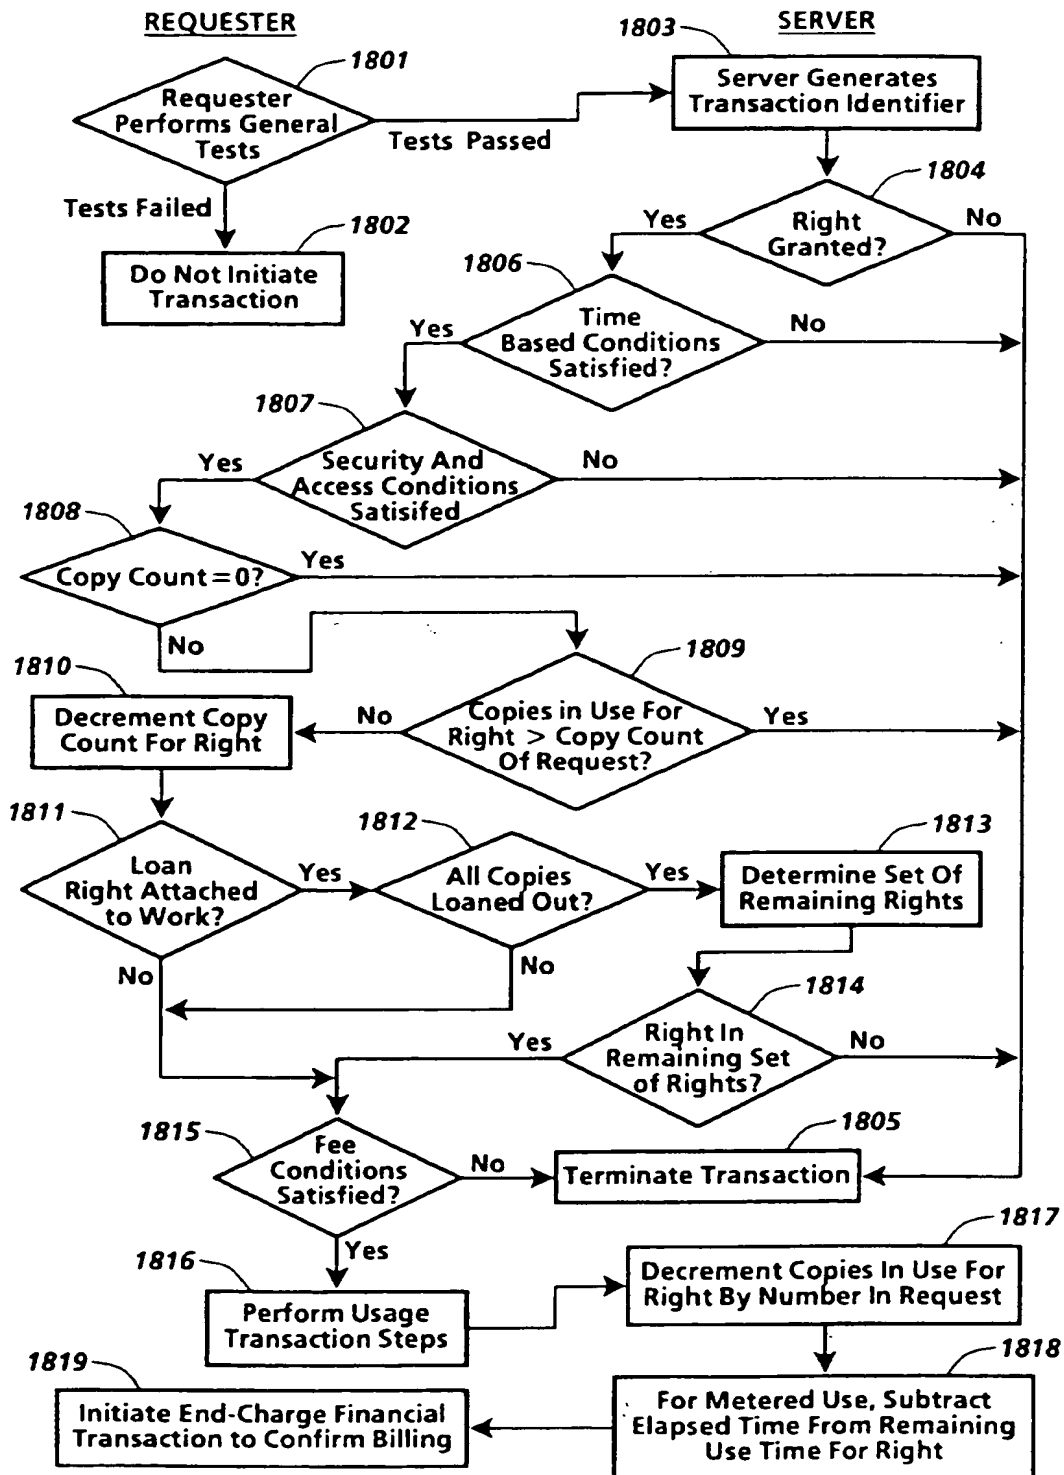 REQUESTER
SERVER
1801
Requester
Performs General
Tests
Tests Passed
Tests Failed
1802
Do Not Initiate
Transaction
1803
Server Generates
Transaction Identifier
1804
Right
Granted?
Yes
No
1806
Time
Based Conditions
Satisfied?
Yes
No
1807
Security And
Access Conditions
Satisifed
Yes
No
1808
Copy Count = 0?
Yes
No
1809
Copies in Use For
Right > Copy Count
Of Request?
No
Yes
1810
Decrement Copy
Count For Right
1811
Loan
Right Attached
to Work?
Yes
No
1812
All Copies
Loaned Out?
Yes
No
1813
Determine Set Of
Remaining Rights
1814
Right In
Remaining Set
of Rights?
Yes
No
1815
Fee
Conditions
Satisfied?
No
Yes
1805
Terminate Transaction
1816
Perform Usage
Transaction Steps
1817
Decrement Copies In Use For
Right By Number In Request
1818
For Metered Use, Subtract
Elapsed Time From Remaining
Use Time For Right
1819
Initiate End-Charge Financial
Transaction to Confirm Billing